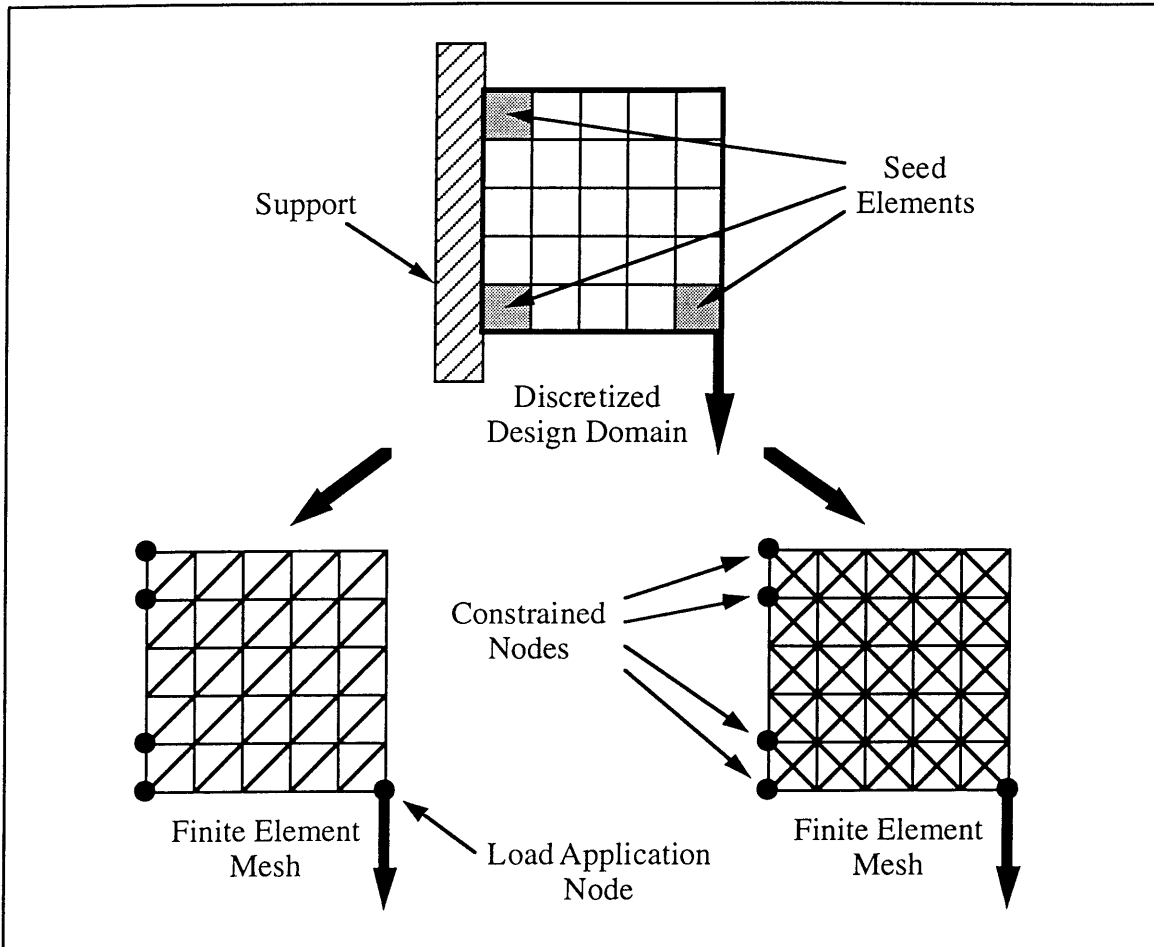 Seed
Elements
Support
Discretized
Design Domain
Constrained
Nodes
Finite Element
Mesh
Load Application
Node
Finite Element
Mesh